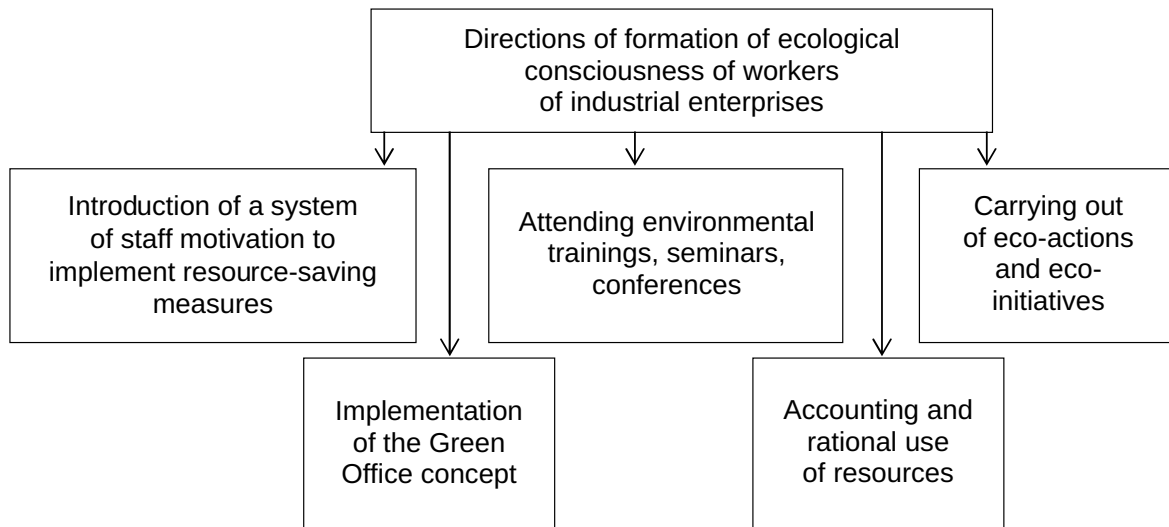 Directions of formation of ecological
consciousness of workers
of industrial enterprises
Introduction of a system
of staff motivation to
implement resource-saving
measures
Attending environmental
trainings, seminars,
conferences
Carrying out
of eco-actions
and eco-
initiatives
Implementation
of the Green
Office concept
Accounting and
rational use
of resources